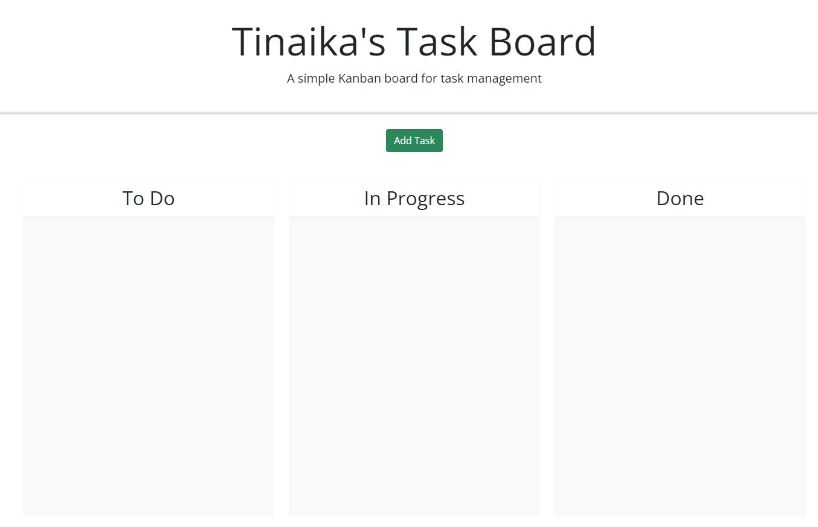 Tinaika's Task Board
A simple Kanban board for task management
Add Task
To Do
In Progress
Done